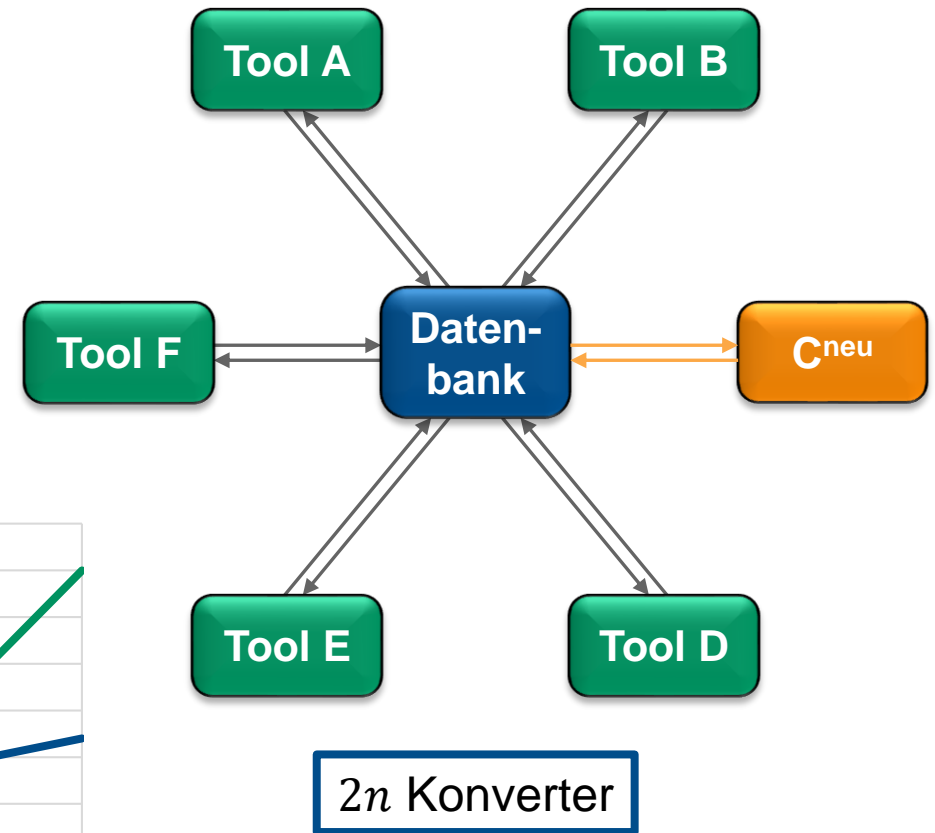 Tool A
Tool B
Tool F
Daten-
bank
Cneu
Tool E
Tool D
2n Konverter